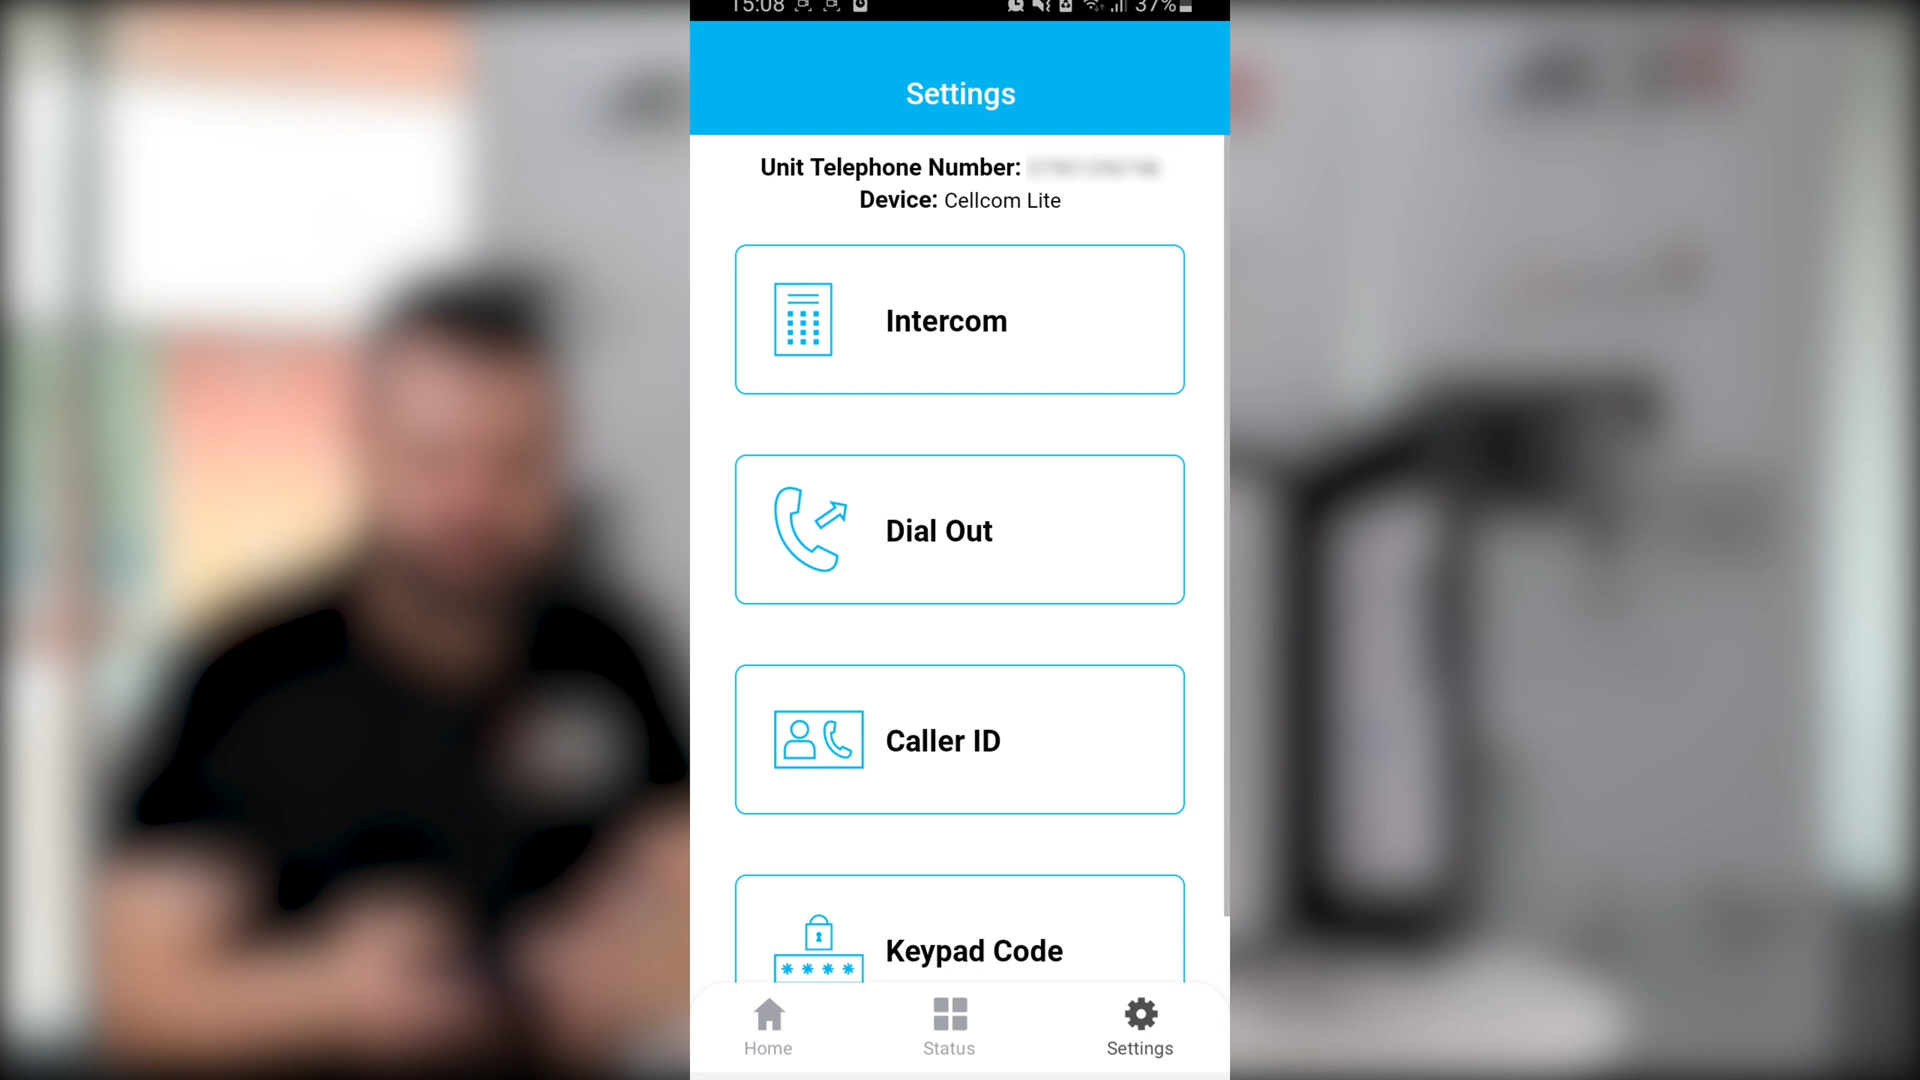 15:08 37%
Settings
Unit Telephone Number:
Device: Cellcom Lite
Intercom
Dial Out
Caller ID
Keypad Code
* * * *
Home Status Settings